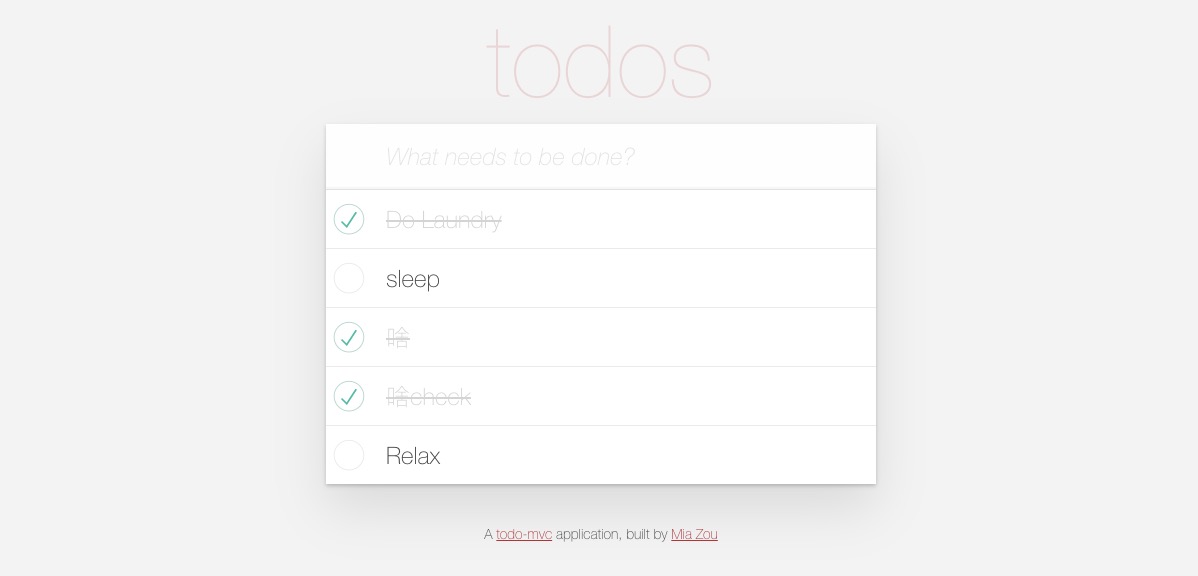 todos
What needs to be done?
Do Laundry
sleep
啥
啥check
Relax
A todo-mvc application, built by Mia Zou